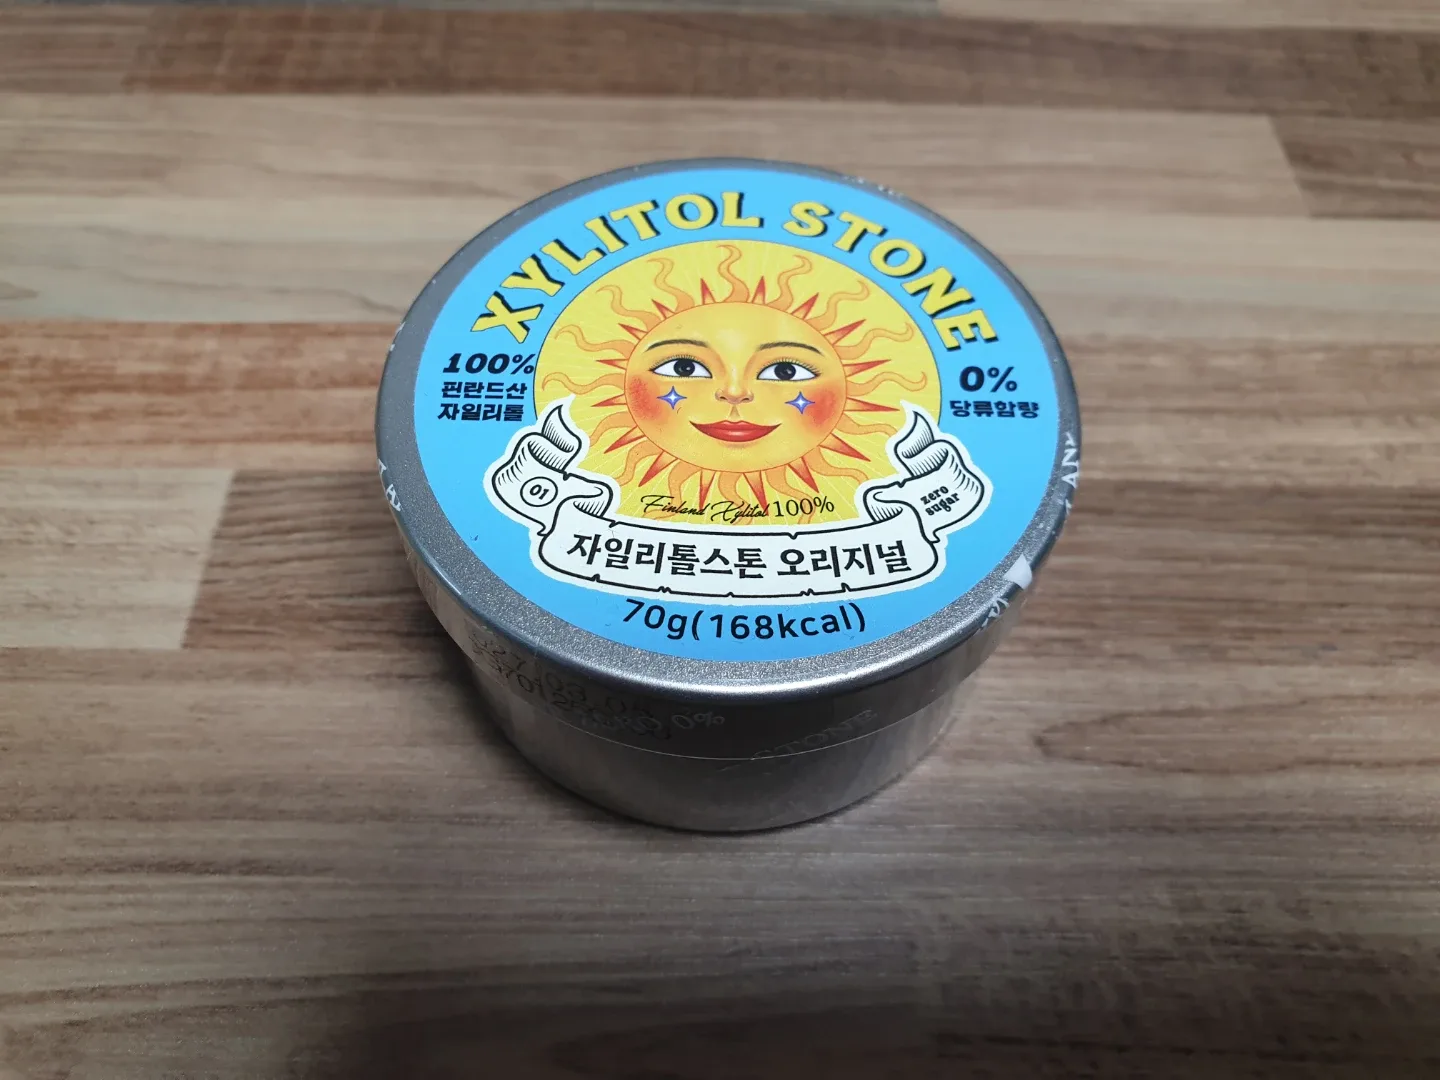 XYLITOL STONE
100%
핀란드산
자일리톨
0%
당류함량
01
zero
sugar
Finland Xylitol 100%
자일리톨스톤 오리지널
70g(168kcal)
STONE